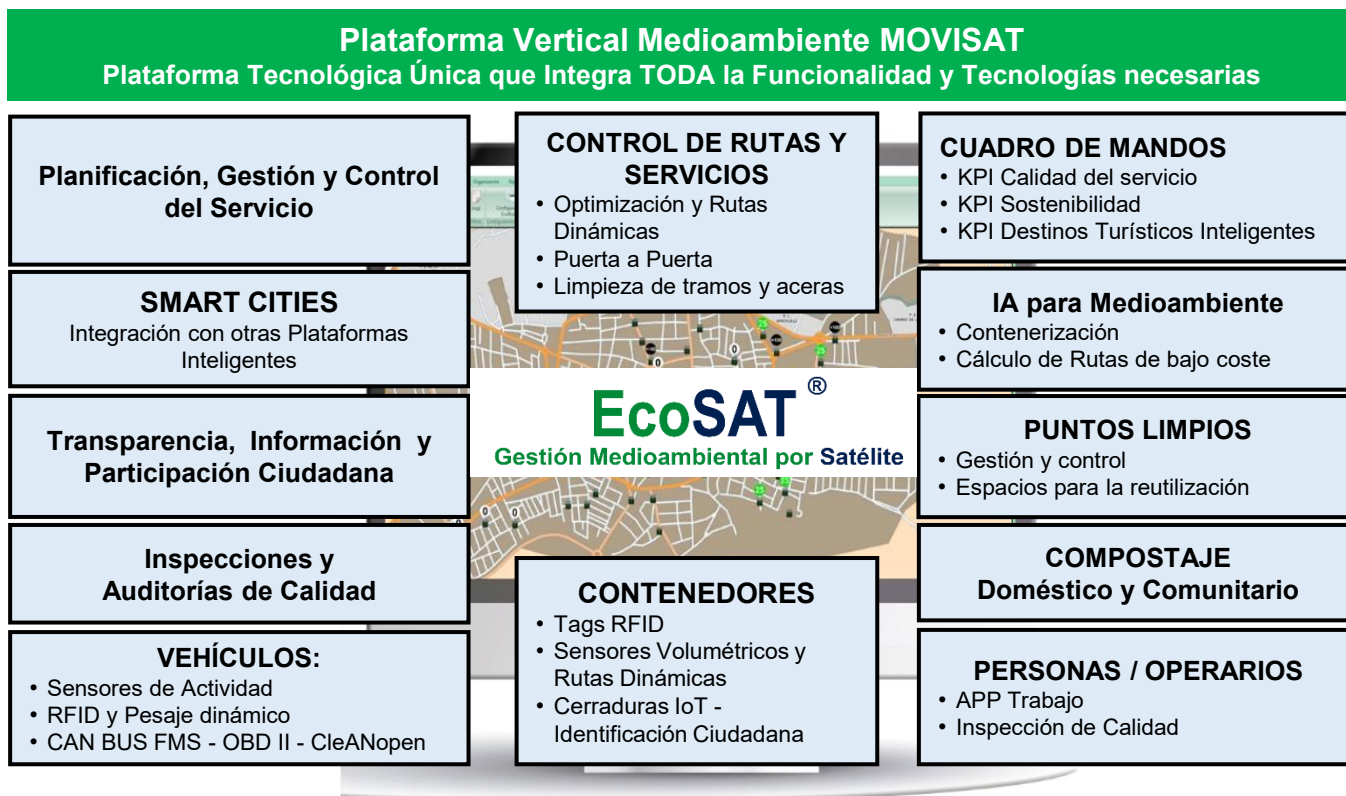 Plataforma Vertical Medioambiente MOVISAT
Plataforma Tecnológica Única que Integra TODA la Funcionalidad y Tecnologías necesarias
Planificación, Gestión y Control
del Servicio
SMART CITIES
Integración con otras Plataformas
Inteligentes
Transparencia, Información y
Participación Ciudadana
Inspecciones y
Auditorías de Calidad
VEHÍCULOS:
• Sensores de Actividad
• RFID y Pesaje dinámico
• CAN BUS FMS - OBD II - CleANopen
CONTROL DE RUTAS Y
SERVICIOS
• Optimización y Rutas
Dinámicas
• Puerta a Puerta
• Limpieza de tramos y aceras
EcoSAT®
Gestión Medioambiental por Satélite
CONTENEDORES
• Tags RFID
• Sensores Volumétricos y
Rutas Dinámicas
• Cerraduras IoT -
Identificación Ciudadana
CUADRO DE MANDOS
• KPI Calidad del servicio
• KPI Sostenibilidad
• KPI Destinos Turísticos Inteligentes
IA para Medioambiente
• Contenerización
• Cálculo de Rutas de bajo coste
PUNTOS LIMPIOS
• Gestión y control
• Espacios para la reutilización
COMPOSTAJE
Doméstico y Comunitario
PERSONAS / OPERARIOS
• APP Trabajo
• Inspección de Calidad